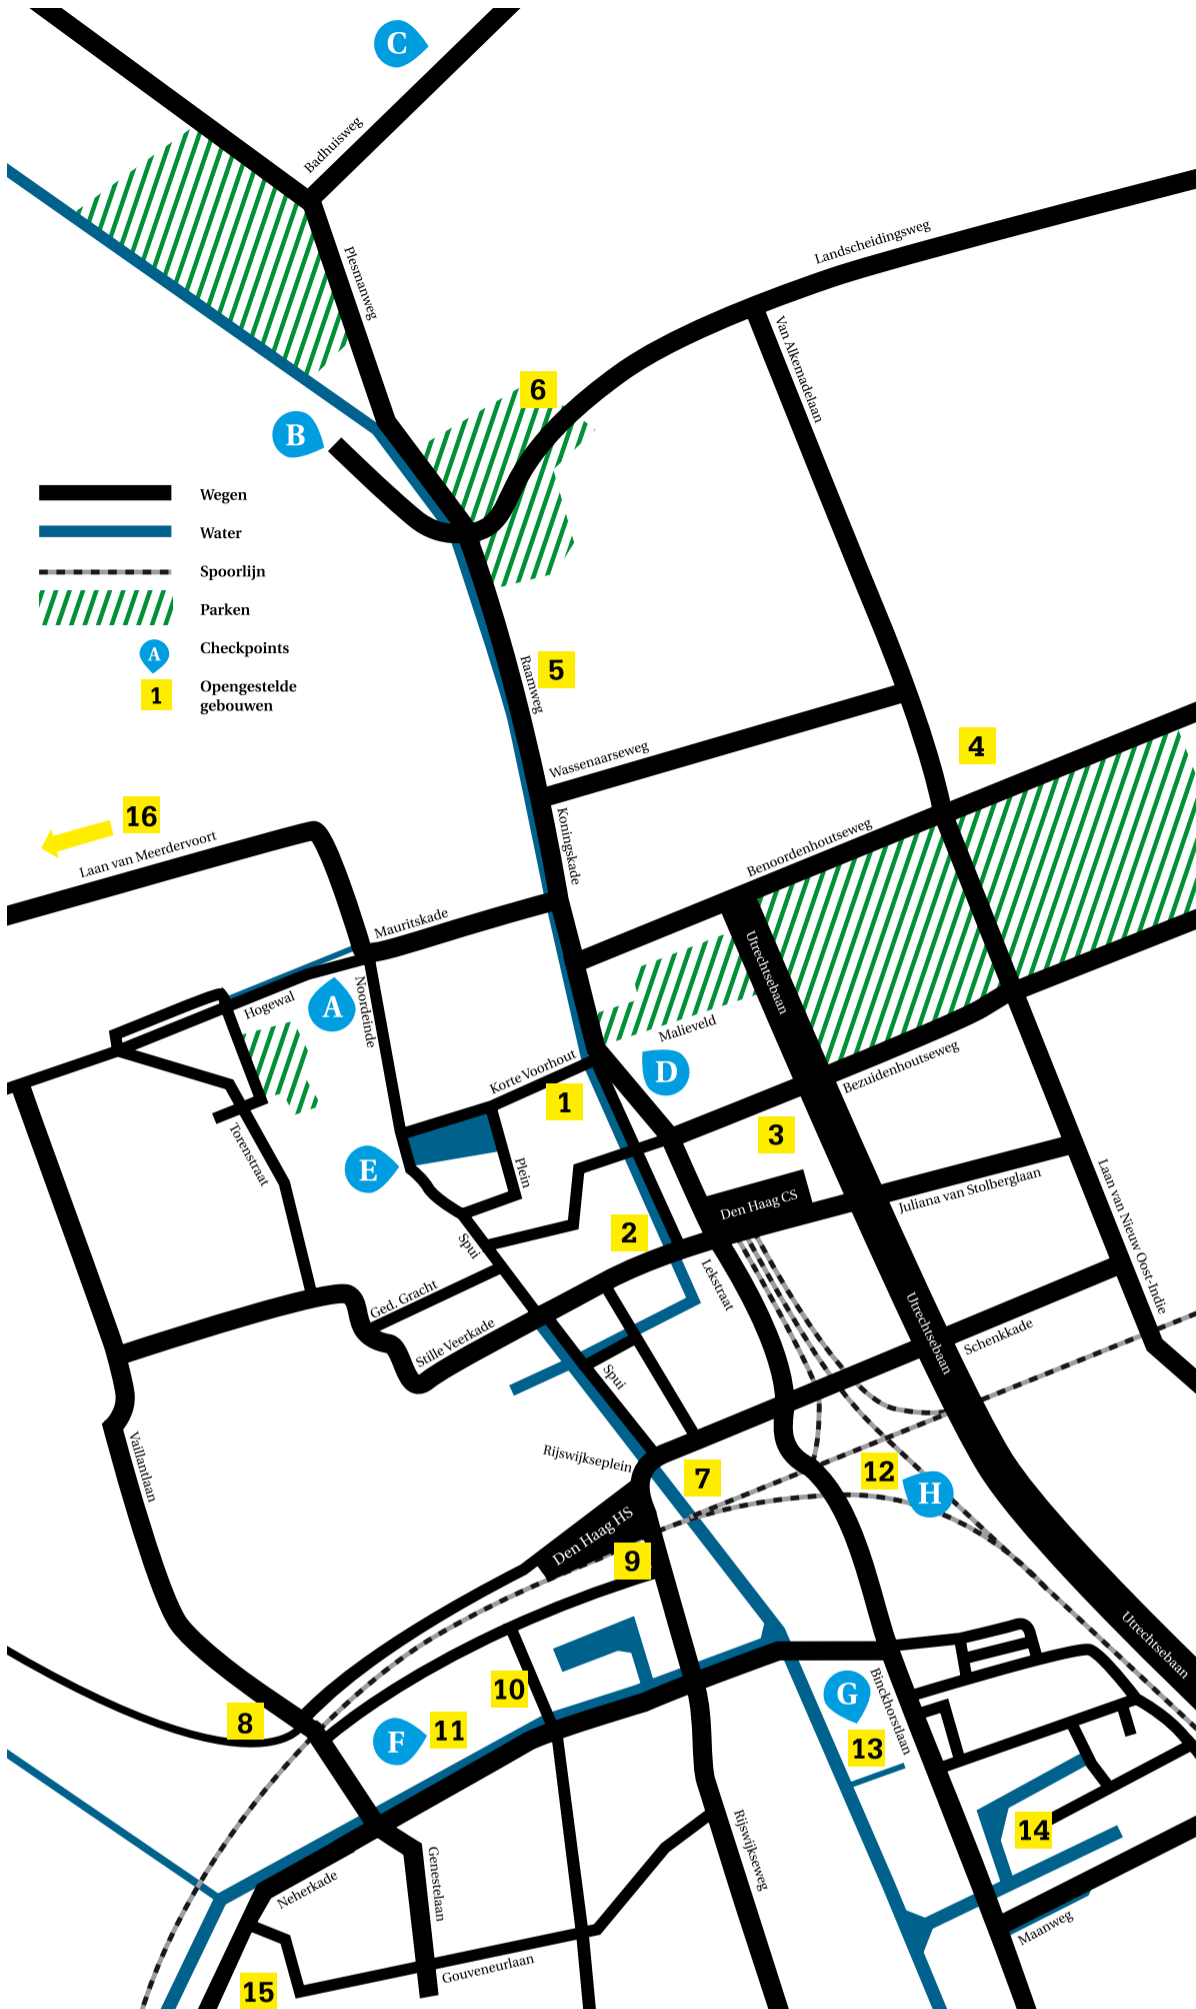 C
Badhuisweg
Plesmanweg
Landscheidingsweg
Van Alkemadelaan
6
B
Wegen
Water
Spoorlijn
Parken
A
Checkpoints
1
Opengestelde
gebouwen
5
Raamweg
Wassenaarseweg
4
16
Laan van Meerdervoort
Koningskade
Benoordenhoutseweg
Mauritskade
Utrechtsebaan
Noordeinde
Hogewal
A
Malieveld
Korte Voorhout
D
Bezuidenhoutseweg
1
3
Torenstraat
E
Plein
Laan van Nieuw Oost-Indie
Juliana van Stolberglaan
Den Haag CS
2
Spui
Lekstraat
Ged. Gracht
Stille Veerkade
Utrechtsebaan
Schenkkade
Spui
Vaillantlaan
Rijswijkseplein
7
12
H
Den Haag HS
9
Utrechtsebaan
10
G
Binckhorstlaan
8
F
11
13
14
Rijswijkseweg
Genestelaan
Neherkade
Maanweg
Gouveneurlaan
15